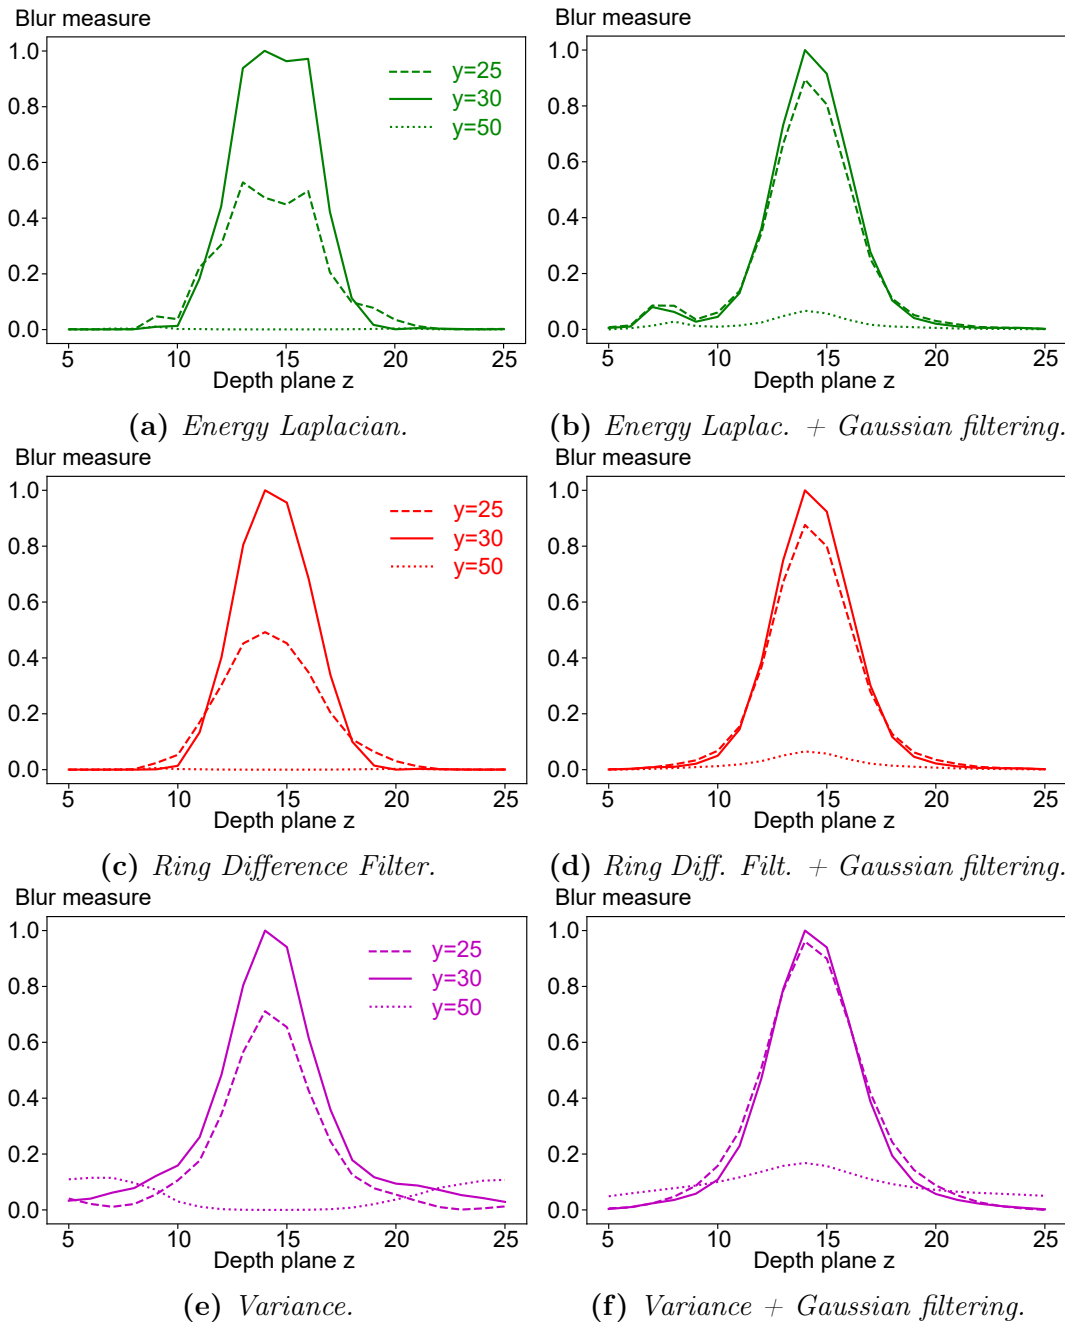 Blur measure
1.0
0.8
0.6
0.4
0.2
0.0
y=25
y=30
y=50
5 10 15 20 25
Depth plane z
(a) Energy Laplacian.
Blur measure
1.0
0.8
0.6
0.4
0.2
0.0
5 10 15 20 25
Depth plane z
(b) Energy Laplac. + Gaussian filtering.
Blur measure
1.0
0.8
0.6
0.4
0.2
0.0
y=25
y=30
y=50
5 10 15 20 25
Depth plane z
(c) Ring Difference Filter.
Blur measure
1.0
0.8
0.6
0.4
0.2
0.0
5 10 15 20 25
Depth plane z
(d) Ring Diff. Filt. + Gaussian filtering.
Blur measure
1.0
0.8
0.6
0.4
0.2
0.0
y=25
y=30
y=50
5 10 15 20 25
Depth plane z
(e) Variance.
Blur measure
1.0
0.8
0.6
0.4
0.2
0.0
5 10 15 20 25
Depth plane z
(f) Variance + Gaussian filtering.